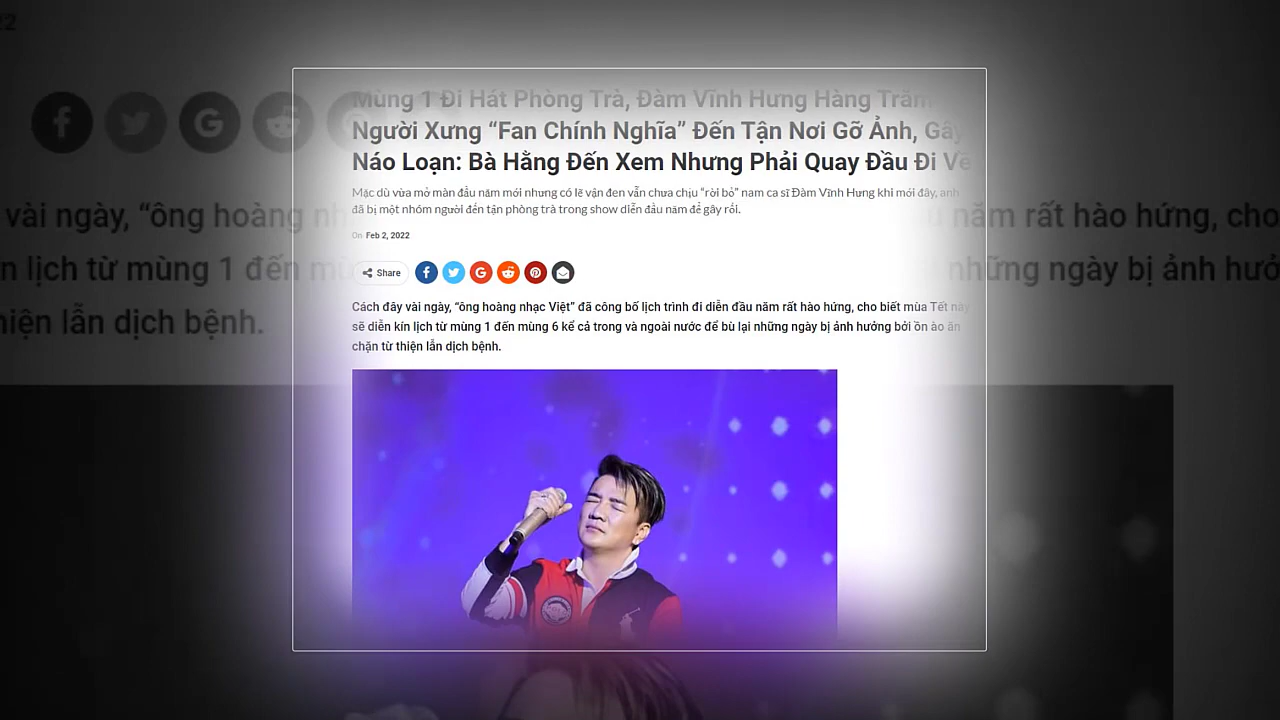 Mùng 1 Đi Hát Phòng Trà, Đàm Vĩnh Hưng Hàng Trăm
Người Xưng “Fan Chính Nghĩa” Đến Tận Nơi Gỡ Ảnh, Gây
Náo Loạn: Bà Hằng Đến Xem Nhưng Phải Quay Đầu Đi Về
Mặc dù vừa mở màn đầu năm mới nhưng có lẽ vận đen vẫn chưa chịu “rời bỏ” nam ca sĩ Đàm Vĩnh Hưng khi mới đây, anh
đã bị một nhóm người đến tận phòng trà trong show diễn đầu năm để gây rối.
On Feb 2, 2022
Share
Cách đây vài ngày, “ông hoàng nhạc Việt” đã công bố lịch trình đi diễn đầu năm rất hào hứng, cho biết mùa Tết này
sẽ diễn kín lịch từ mùng 1 đến mùng 6 kể cả trong và ngoài nước để bù lại những ngày bị ảnh hưởng bởi ồn ào ăn
chặn từ thiện lẫn dịch bệnh.
vài ngày, “ông hoàng
năm rất hào hứng, cho
lịch từ mùng 1 đến
những ngày bị ảnh
lẫn dịch bệnh.